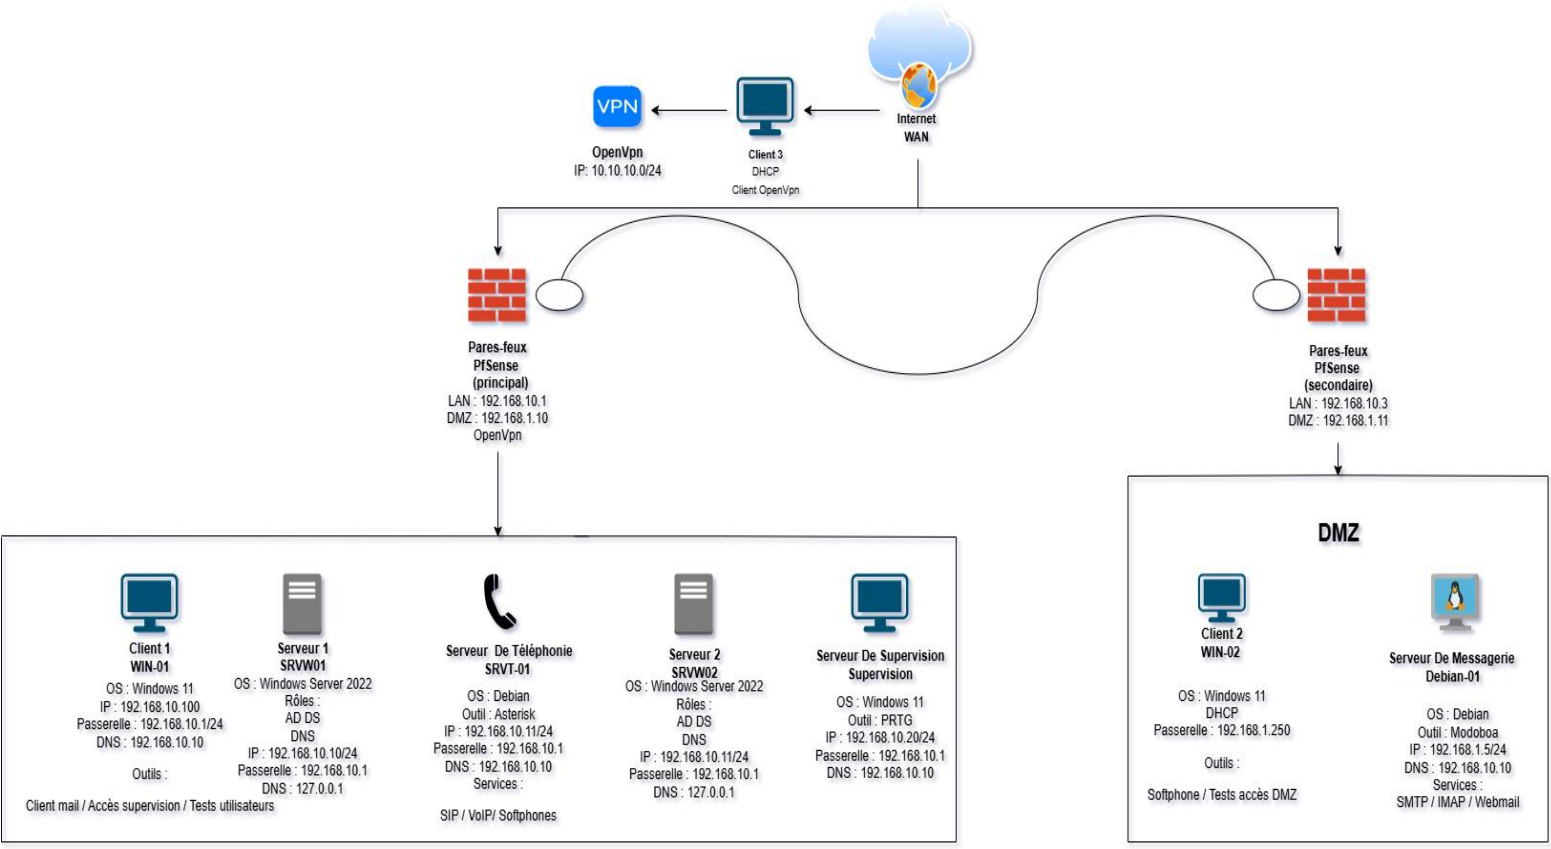 Internet
WAN
VPN
OpenVpn
IP: 10.10.10.0/24
Client 3
DHCP
Client OpenVpn
Pares-feux
PfSense
(principal)
LAN : 192.168.10.1
DMZ : 192.168.1.10
OpenVpn
Pares-feux
PfSense
(secondaire)
LAN : 192.168.10.3
DMZ : 192.168.1.11
Client 1
WIN-01
OS : Windows 11
IP : 192.168.10.100
Passerelle : 192.168.10.1/24
DNS : 192.168.10.10
Outils :
Client mail / Accès supervision / Tests utilisateurs
Serveur 1
SRVW01
OS : Windows Server 2022
Rôles :
AD DS
DNS
IP : 192.168.10.10/24
Passerelle : 192.168.10.1
DNS : 127.0.0.1
Serveur De Téléphonie
SRVT-01
OS : Debian
Outil : Asterisk
IP : 192.168.10.11/24
Passerelle : 192.168.10.1
DNS : 192.168.10.10
Services :
SIP / VoIP/ Softphones
Serveur 2
SRVW02
OS : Windows Server 2022
Rôles :
AD DS
DNS
IP : 192.168.10.11/24
Passerelle : 192.168.10.1
DNS : 127.0.0.1
Serveur De Supervision
Supervision
OS : Windows 11
Outil : PRTG
IP : 192.168.10.20/24
Passerelle : 192.168.10.1
DNS : 192.168.10.10
DMZ
Client 2
WIN-02
OS : Windows 11
DHCP
Passerelle : 192.168.1.250
Outils :
Softphone / Tests accès DMZ
Serveur De Messagerie
Debian-01
OS : Debian
Outil : Modoboa
IP : 192.168.1.5/24
DNS : 192.168.10.10
Services :
SMTP / IMAP / Webmail